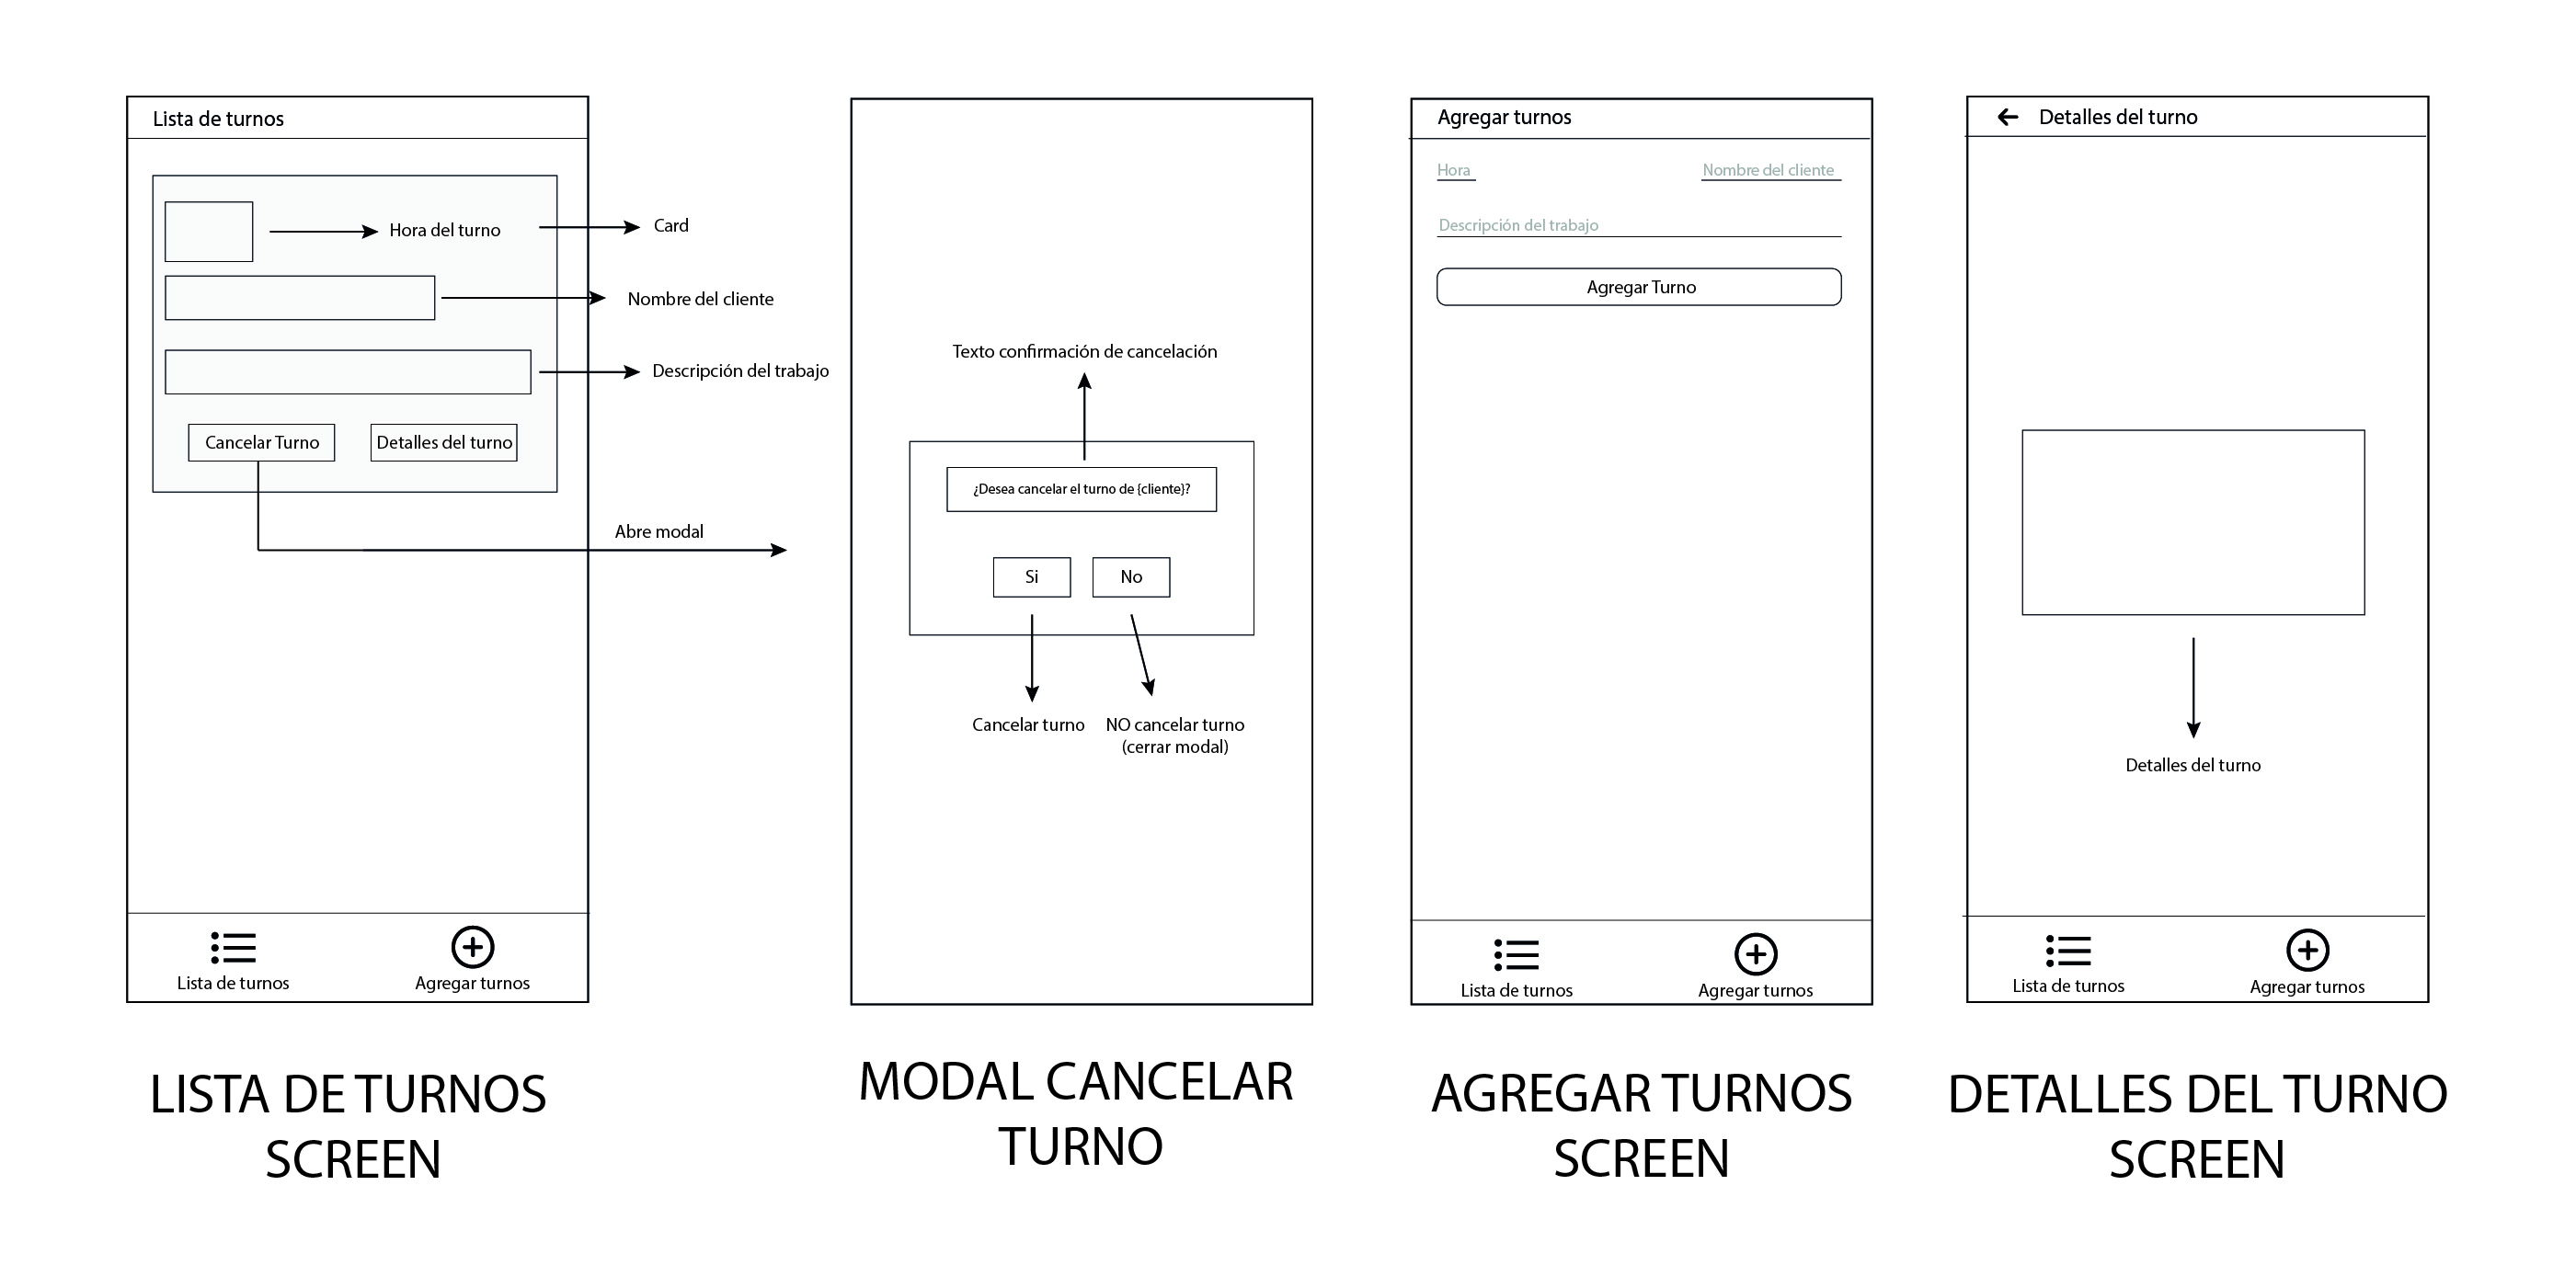 Lista de turnos
Hora del turno
Card
Nombre del cliente
Descripción del trabajo
Cancelar Turno
Detalles del turno
Abre modal
Lista de turnos
Agregar turnos
LISTA DE TURNOS
SCREEN
Texto confirmación de cancelación
¿Desea cancelar el turno de {cliente}?
Si
No
Cancelar turno
NO cancelar turno
(cerrar modal)
MODAL CANCELAR
TURNO
Agregar turnos
Hora
Nombre del cliente
Descripción del trabajo
Agregar Turno
Lista de turnos
Agregar turnos
AGREGAR TURNOS
SCREEN
Detalles del turno
Detalles del turno
Lista de turnos
Agregar turnos
DETALLES DEL TURNO
SCREEN